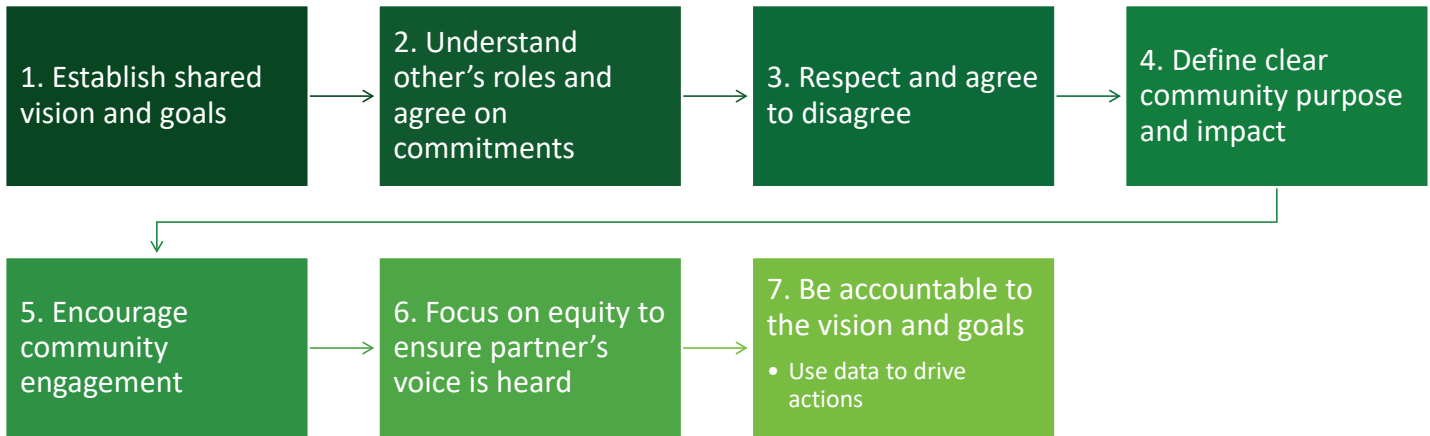 1. Establish shared
vision and goals
2. Understand
other’s roles and
agree on
commitments
3. Respect and agree
to disagree
4. Define clear
community purpose
and impact
5. Encourage
community
engagement
6. Focus on equity to
ensure partner’s
voice is heard
7. Be accountable to
the vision and goals
• Use data to drive
actions